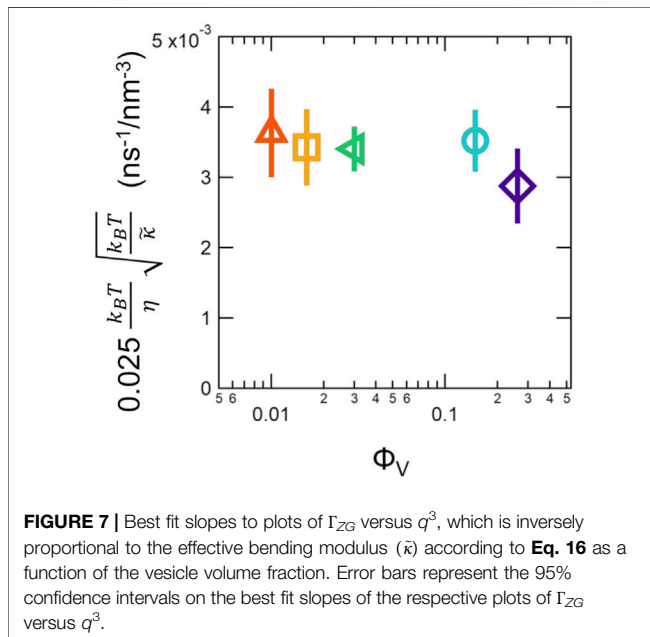 5 x10⁻³
4
3
2
1
0
0.025 k_BT/η √(k_BT/κ̃) (ns⁻¹/nm⁻³)
5 6 2 3 4 5 6 2 3 4 5
0.01 0.1
Φ_V
FIGURE 7 | Best fit slopes to plots of Γ_ZG versus q³, which is inversely
proportional to the effective bending modulus (κ̃) according to Eq. 16 as a
function of the vesicle volume fraction. Error bars represent the 95%
confidence intervals on the best fit slopes of the respective plots of Γ_ZG
versus q³.